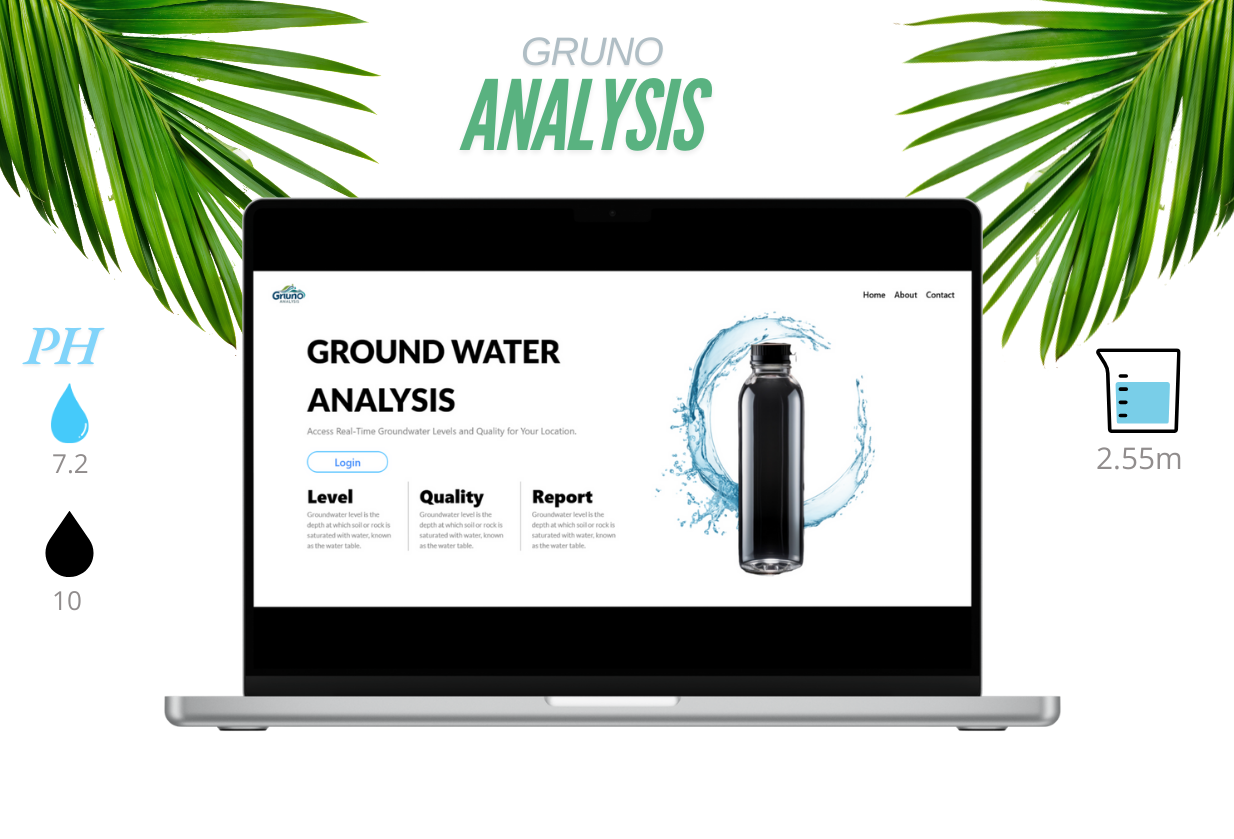 GRUNO
ANALYSIS
Griuno
ANALYSIS
Home About Contact
GROUND WATER
ANALYSIS
Access Real-Time Groundwater Levels and Quality for Your Location.
Login
Level
Groundwater level is the
depth at which soil or rock is
saturated with water, known
as the water table.
Quality
Groundwater level is the
depth at which soil or rock is
saturated with water, known
as the water table.
Report
Groundwater level is the
depth at which soil or rock is
saturated with water, known
as the water table.
PH
7.2
10
2.55m